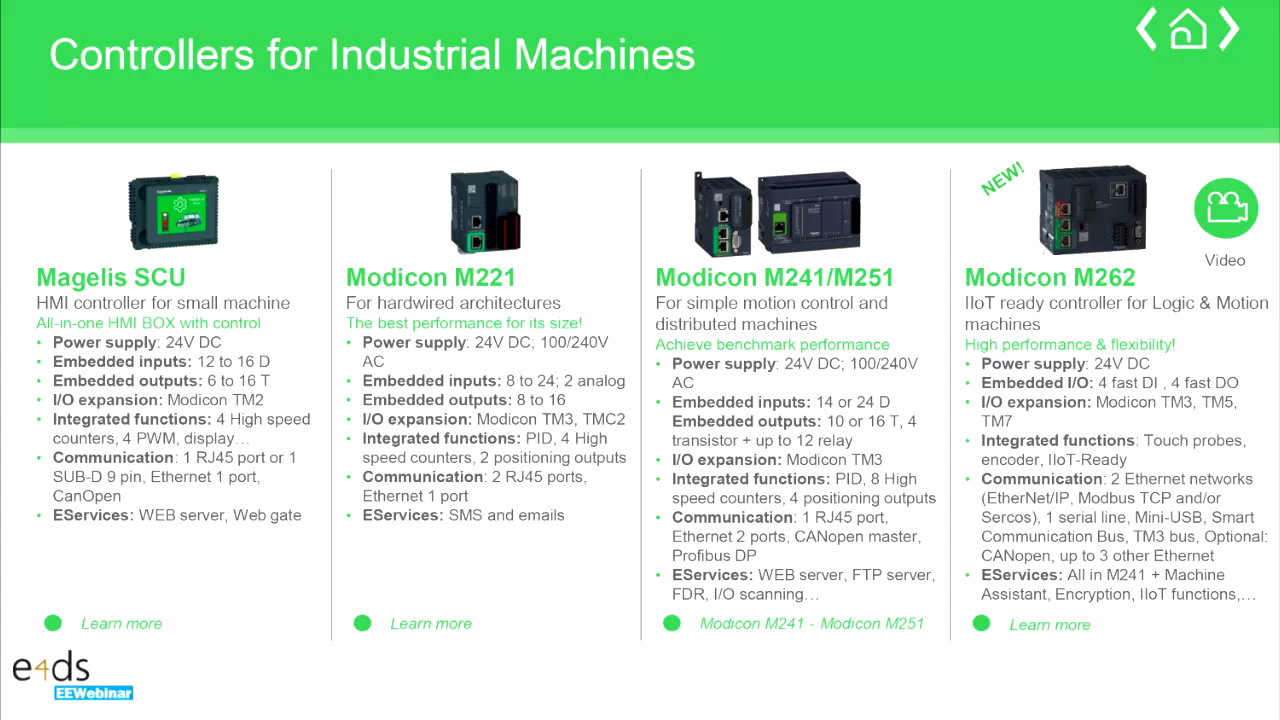 Controllers for Industrial Machines
NEW!
Video
Magelis SCU
HMI controller for small machine
All-in-one HMI BOX with control
• Power supply: 24V DC
• Embedded inputs: 12 to 16 D
• Embedded outputs: 6 to 16 T
• I/O expansion: Modicon TM2
• Integrated functions: 4 High speed
counters, 4 PWM, display…
• Communication: 1 RJ45 port or 1
SUB-D 9 pin, Ethernet 1 port,
CanOpen
• EServices: WEB server, Web gate
Learn more
Modicon M221
For hardwired architectures
The best performance for its size!
• Power supply: 24V DC; 100/240V
AC
• Embedded inputs: 8 to 24; 2 analog
• Embedded outputs: 8 to 16
• I/O expansion: Modicon TM3, TMC2
• Integrated functions: PID, 4 High
speed counters, 2 positioning outputs
• Communication: 2 RJ45 ports,
Ethernet 1 port
• EServices: SMS and emails
Learn more
Modicon M241/M251
For simple motion control and
distributed machines
Achieve benchmark performance
• Power supply: 24V DC; 100/240V
AC
• Embedded inputs: 14 or 24 D
Embedded outputs: 10 or 16 T, 4
transistor + up to 12 relay
• I/O expansion: Modicon TM3
• Integrated functions: PID, 8 High
speed counters, 4 positioning outputs
• Communication: 1 RJ45 port,
Ethernet 2 ports, CANopen master,
Profibus DP
• EServices: WEB server, FTP server,
FDR, I/O scanning…
Modicon M241 - Modicon M251
Modicon M262
IIoT ready controller for Logic & Motion
machines
High performance & flexibility!
• Power supply: 24V DC
• Embedded I/O: 4 fast DI , 4 fast DO
• I/O expansion: Modicon TM3, TM5,
TM7
• Integrated functions: Touch probes,
encoder, IIoT-Ready
• Communication: 2 Ethernet networks
(EtherNet/IP, Modbus TCP and/or
Sercos), 1 serial line, Mini-USB, Smart
Communication Bus, TM3 bus, Optional:
CANopen, up to 3 other Ethernet
• EServices: All in M241 + Machine
Assistant, Encryption, IIoT functions,…
Learn more
e4ds
EEWebinar